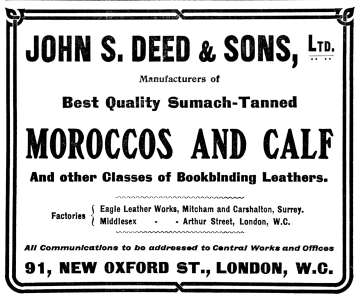 JOHN S. DEED & SONS, LTD.
Manufacturers of
Best Quality Sumach-Tanned
MOROCCOS AND CALF
And other Classes of Bookbinding Leathers.
Factories { Eagle Leather Works, Mitcham and Carshalton, Surrey.
Middlesex - - Arthur Street, London, W.C.
All Communications to be addressed to Central Works and Offices
91, NEW OXFORD ST., LONDON, W.C.